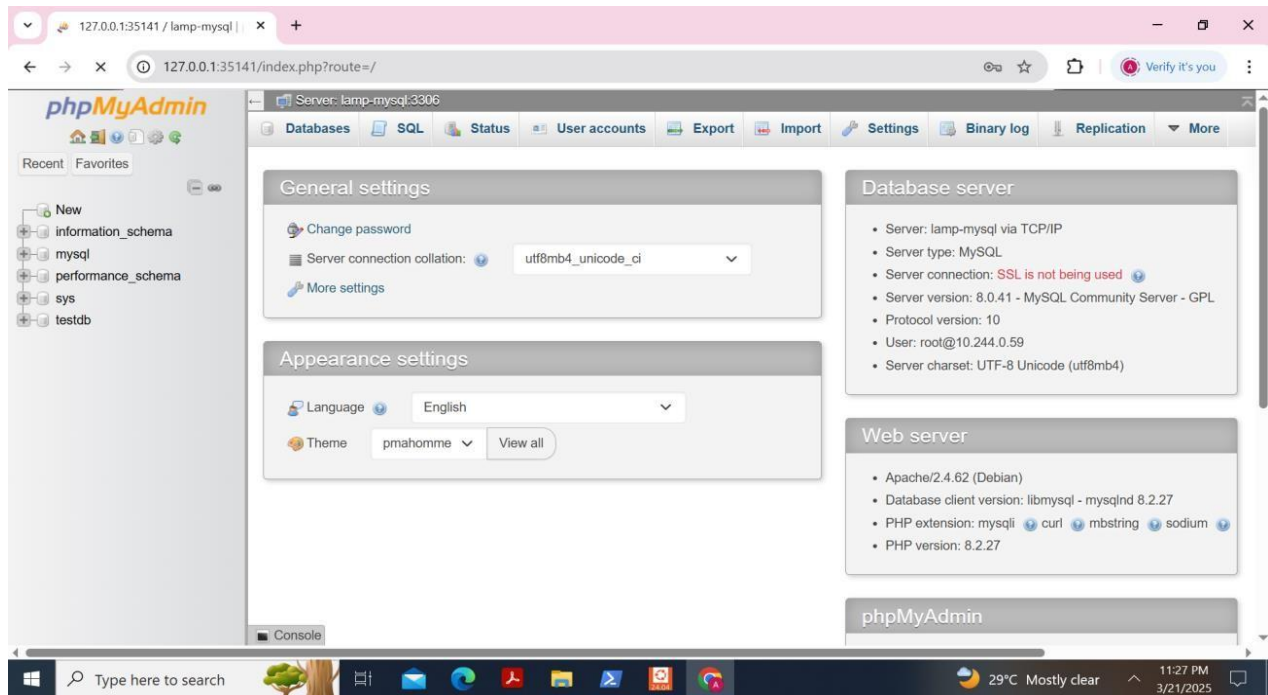 127.0.0.1:35141 / lamp-mysql |
127.0.0.1:35141/index.php?route=/
Verify it's you
phpMyAdmin
Recent Favorites
New
information_schema
mysql
performance_schema
sys
testdb
Server: lamp-mysql:3306
Databases SQL Status User accounts Export Import Settings Binary log Replication More
General settings
Change password
Server connection collation: utf8mb4_unicode_ci
More settings
Appearance settings
Language English
Theme pmahomme View all
Database server
• Server: lamp-mysql via TCP/IP
• Server type: MySQL
• Server connection: SSL is not being used
• Server version: 8.0.41 - MySQL Community Server - GPL
• Protocol version: 10
• User: root@10.244.0.59
• Server charset: UTF-8 Unicode (utf8mb4)
Web server
• Apache/2.4.62 (Debian)
• Database client version: libmysql - mysqlnd 8.2.27
• PHP extension: mysqli curl mbstring sodium
• PHP version: 8.2.27
phpMyAdmin
Console
Type here to search
24.04
29°C Mostly clear
11:27 PM
3/21/2025